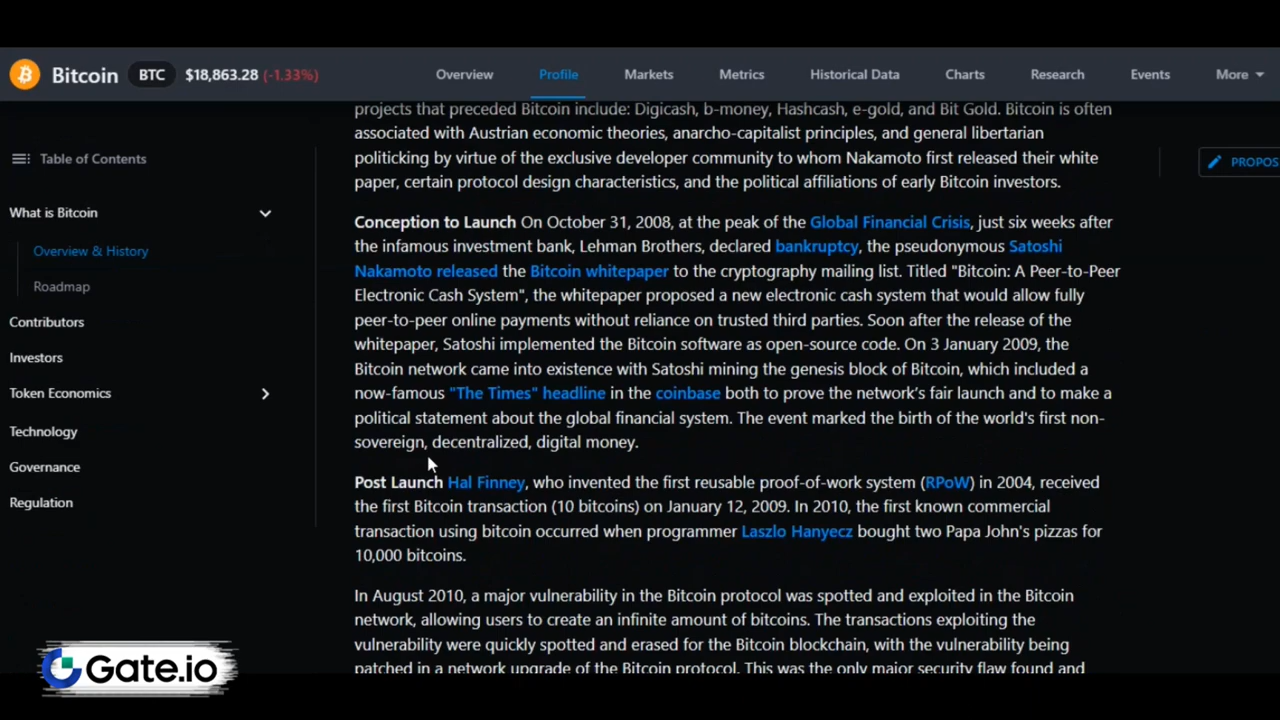 Bitcoin BTC $18,863.28 (-1.33%) Overview Profile Markets Metrics Historical Data Charts Research Events More
Table of Contents
What is Bitcoin
Overview & History
Roadmap
Contributors
Investors
Token Economics
Technology
Governance
Regulation
projects that preceded Bitcoin include: Digicash, b-money, Hashcash, e-gold, and Bit Gold. Bitcoin is often
associated with Austrian economic theories, anarcho-capitalist principles, and general libertarian
politicking by virtue of the exclusive developer community to whom Nakamoto first released their white
paper, certain protocol design characteristics, and the political affiliations of early Bitcoin investors.
Conception to Launch On October 31, 2008, at the peak of the Global Financial Crisis, just six weeks after
the infamous investment bank, Lehman Brothers, declared bankruptcy, the pseudonymous Satoshi
Nakamoto released the Bitcoin whitepaper to the cryptography mailing list. Titled "Bitcoin: A Peer-to-Peer
Electronic Cash System", the whitepaper proposed a new electronic cash system that would allow fully
peer-to-peer online payments without reliance on trusted third parties. Soon after the release of the
whitepaper, Satoshi implemented the Bitcoin software as open-source code. On 3 January 2009, the
Bitcoin network came into existence with Satoshi mining the genesis block of Bitcoin, which included a
now-famous "The Times" headline in the coinbase both to prove the network's fair launch and to make a
political statement about the global financial system. The event marked the birth of the world's first non-
sovereign, decentralized, digital money.
Post Launch Hal Finney, who invented the first reusable proof-of-work system (RPoW) in 2004, received
the first Bitcoin transaction (10 bitcoins) on January 12, 2009. In 2010, the first known commercial
transaction using bitcoin occurred when programmer Laszlo Hanyecz bought two Papa John's pizzas for
10,000 bitcoins.
In August 2010, a major vulnerability in the Bitcoin protocol was spotted and exploited in the Bitcoin
network, allowing users to create an infinite amount of bitcoins. The transactions exploiting the
vulnerability were quickly spotted and erased for the Bitcoin blockchain, with the vulnerability being
patched in a network upgrade of the Bitcoin protocol. This was the only major security flaw found and
PROPOS
Gate.io